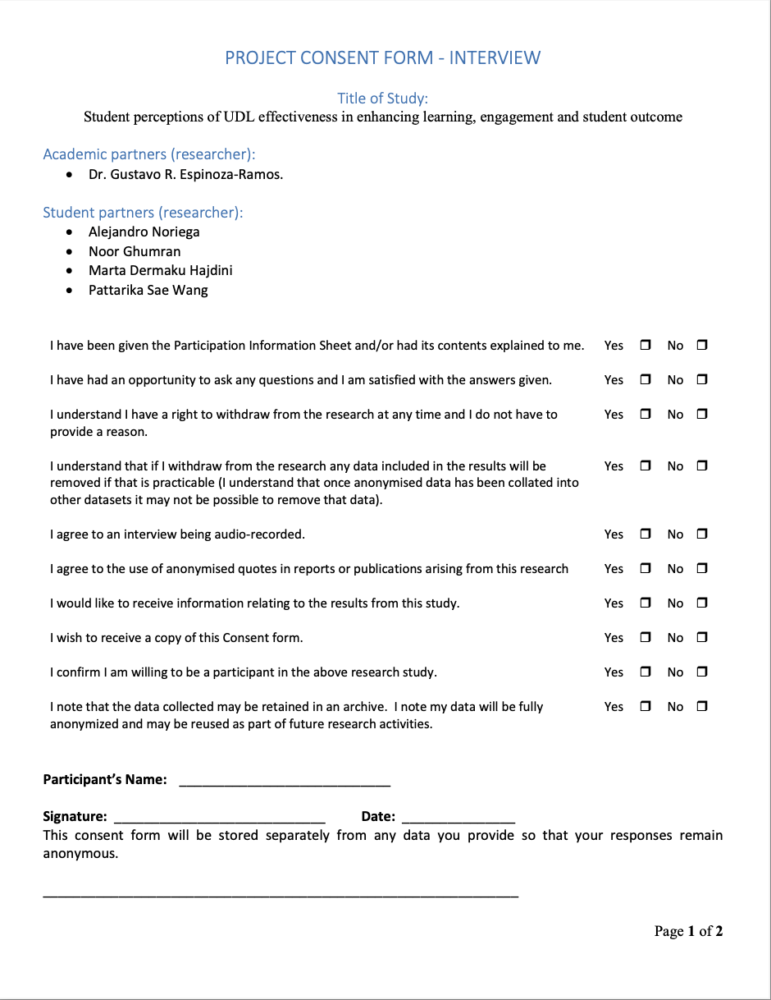 PROJECT CONSENT FORM - INTERVIEW
Title of Study:
Student perceptions of UDL effectiveness in enhancing learning, engagement and student outcome
Academic partners (researcher):
• Dr. Gustavo R. Espinoza-Ramos.
Student partners (researcher):
• Alejandro Noriega
• Noor Ghumran
• Marta Dermaku Hajdini
• Pattarika Sae Wang
I have been given the Participation Information Sheet and/or had its contents explained to me. Yes ❒ No ❒
I have had an opportunity to ask any questions and I am satisfied with the answers given. Yes ❒ No ❒
I understand I have a right to withdraw from the research at any time and I do not have to Yes ❒ No ❒
provide a reason.
I understand that if I withdraw from the research any data included in the results will be Yes ❒ No ❒
removed if that is practicable (I understand that once anonymised data has been collated into
other datasets it may not be possible to remove that data).
I agree to an interview being audio-recorded. Yes ❒ No ❒
I agree to the use of anonymised quotes in reports or publications arising from this research Yes ❒ No ❒
I would like to receive information relating to the results from this study. Yes ❒ No ❒
I wish to receive a copy of this Consent form. Yes ❒ No ❒
I confirm I am willing to be a participant in the above research study. Yes ❒ No ❒
I note that the data collected may be retained in an archive. I note my data will be fully Yes ❒ No ❒
anonymized and may be reused as part of future research activities.
Participant’s Name: ____________________________
Signature: ____________________________ Date: _______________
This consent form will be stored separately from any data you provide so that your responses remain
anonymous.
_______________________________________________________________
Page 1 of 2